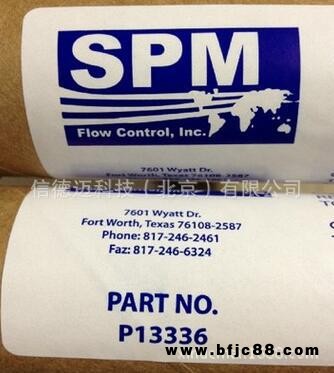 SPM
Flow Control, Inc.
7601 Wyatt Dr.
Fort Worth, Texas 76108-2587
信德迈科技（北京）有限公司
7601 Wyatt Dr.
Fort Worth, Texas 76108-2587
Phone: 817-246-2461
Faz: 817-246-6324
PART NO.
P13336
www.bfjc88.com